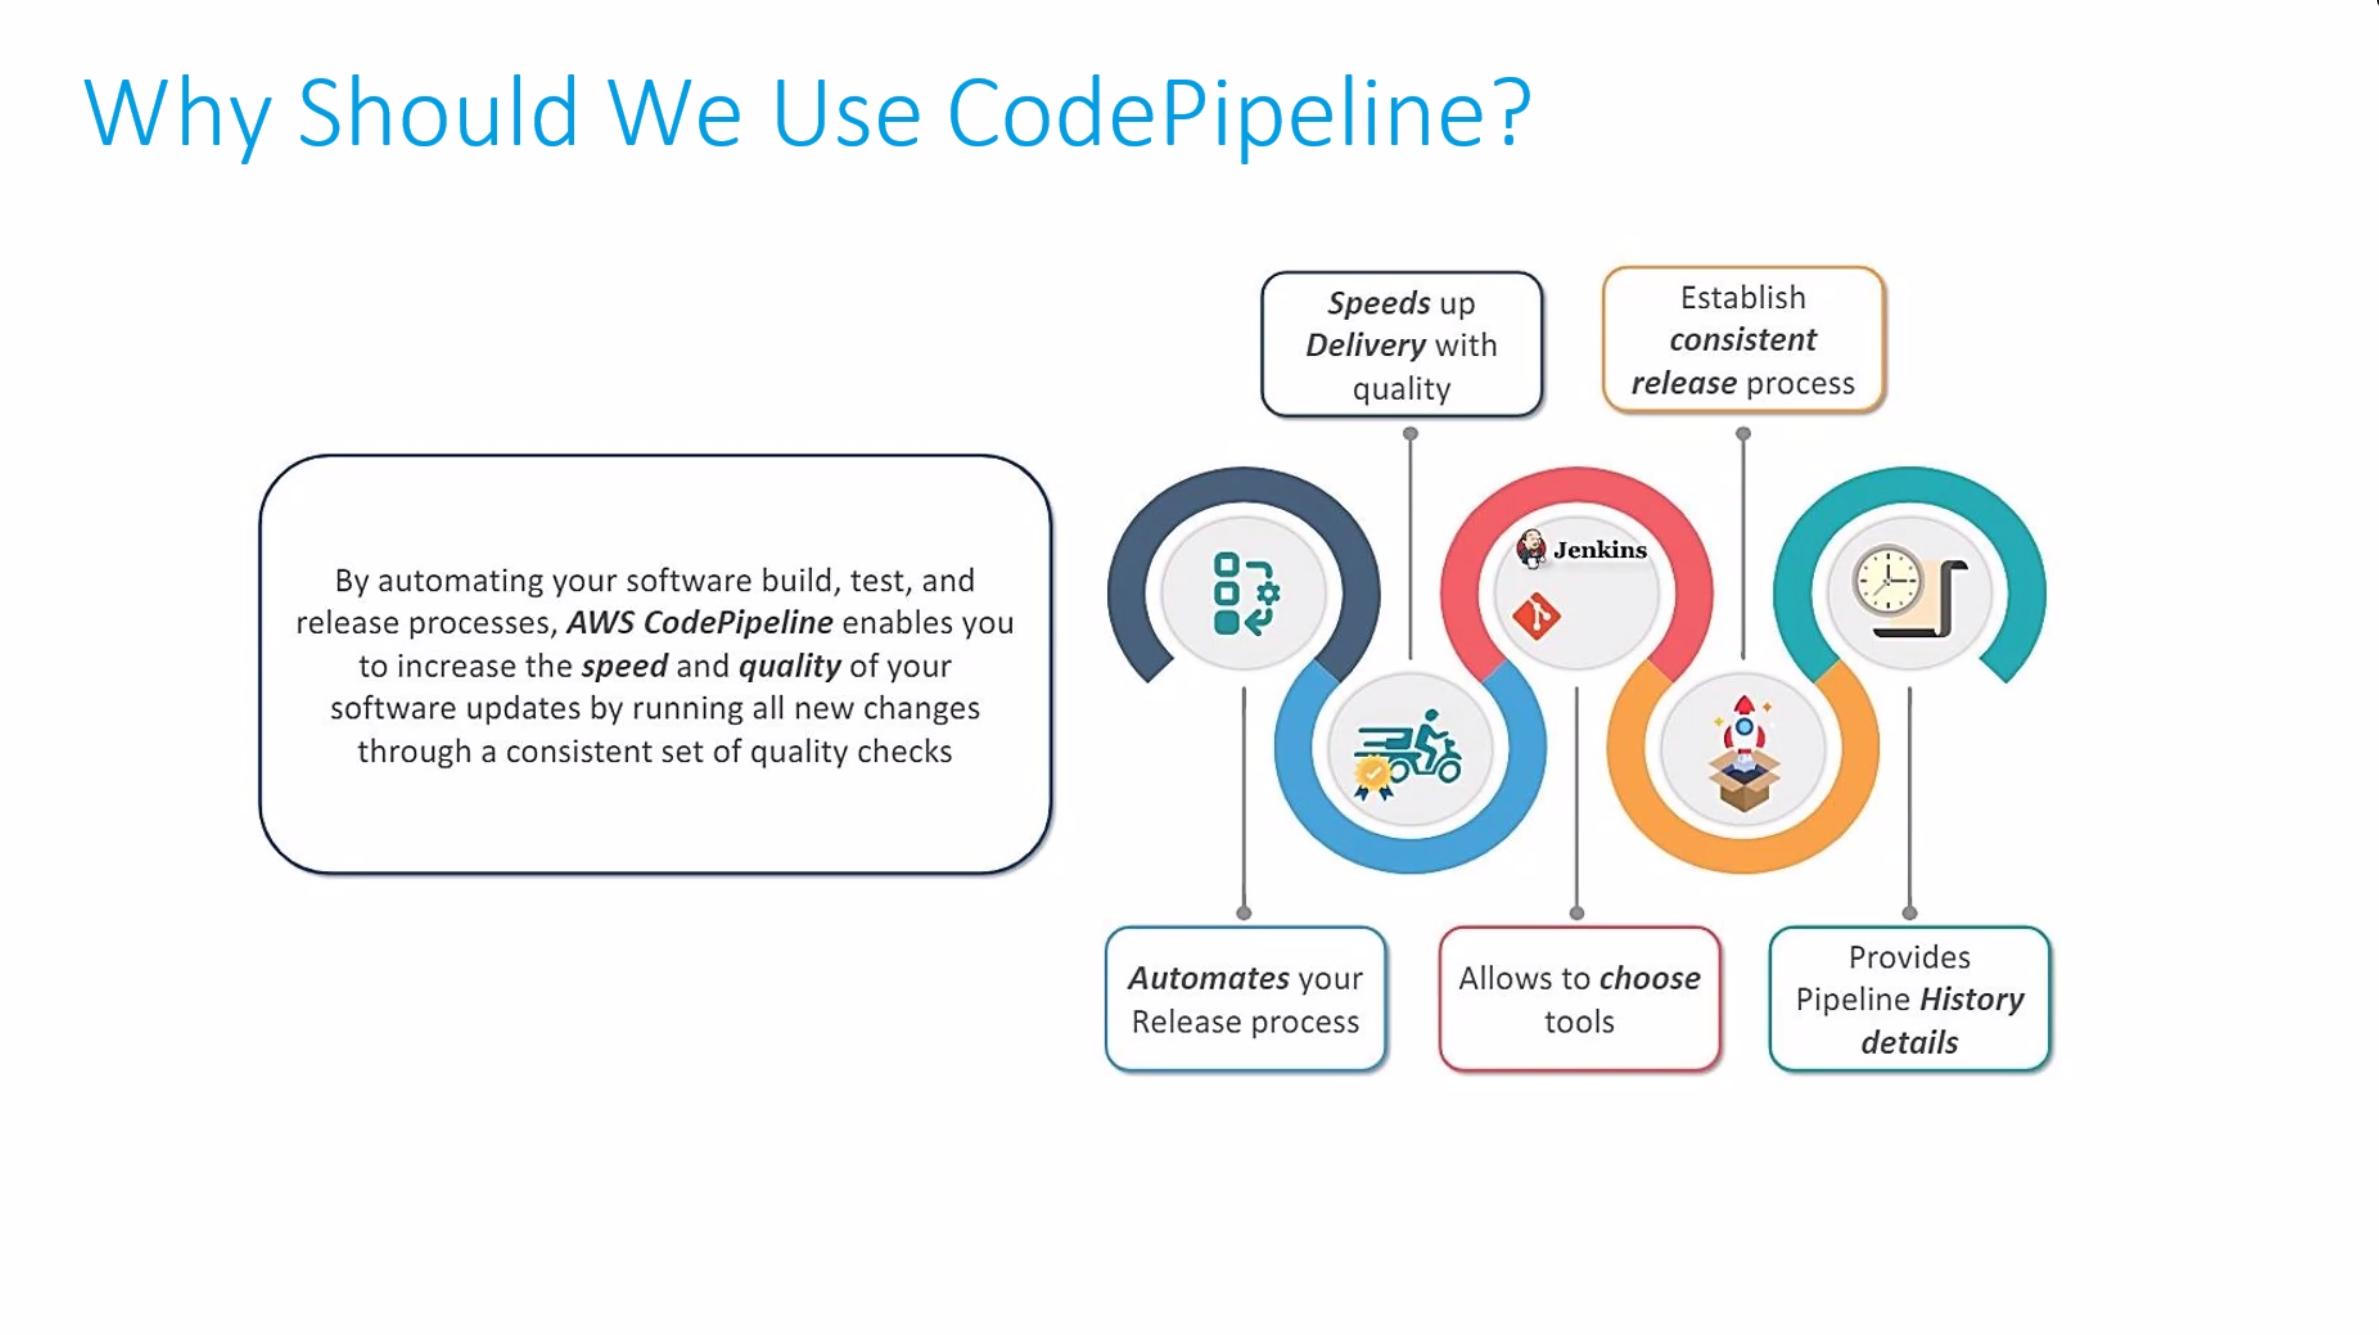 Why Should We Use CodePipeline?
By automating your software build, test, and
release processes, AWS CodePipeline enables you
to increase the speed and quality of your
software updates by running all new changes
through a consistent set of quality checks
Speeds up
Delivery with
quality
Establish
consistent
release process
Jenkins
Automates your
Release process
Allows to choose
tools
Provides
Pipeline History
details